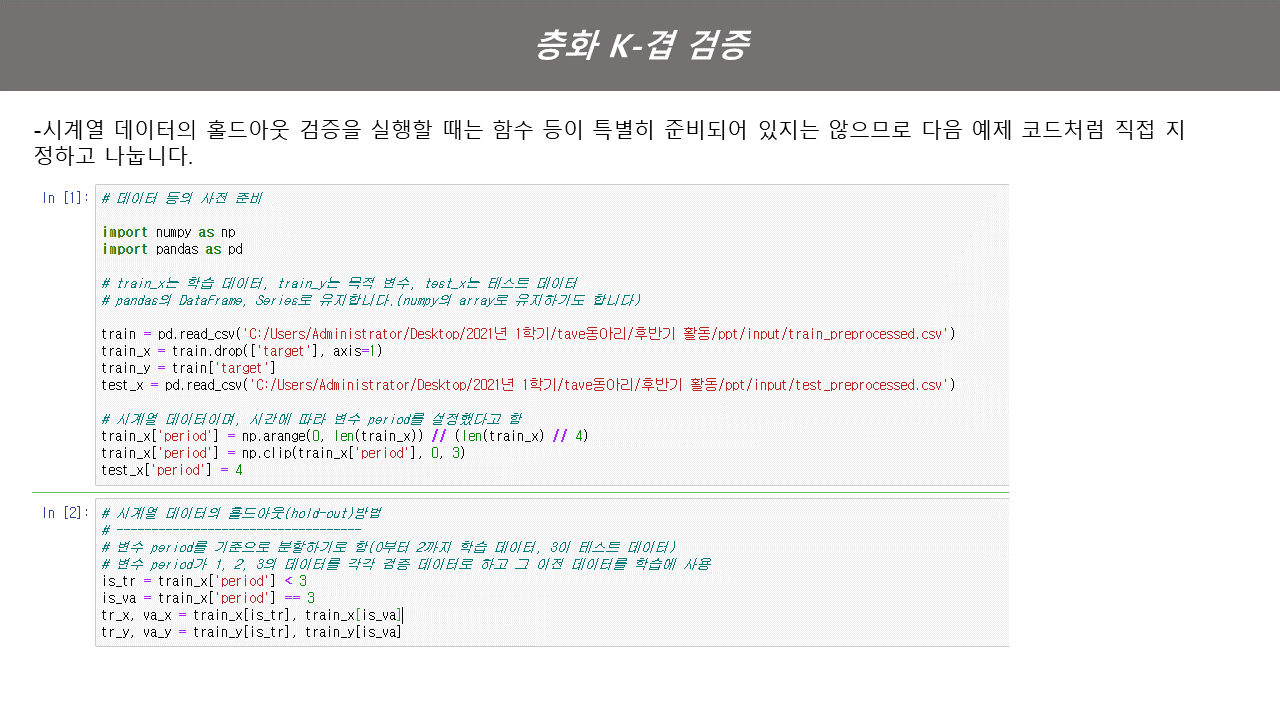 층화 K-겹 검증
-시계열 데이터의 홀드아웃 검증을 실행할 때는 함수 등이 특별히 준비되어 있지는 않으므로 다음 예제 코드처럼 직접 지
정하고 나눕니다.
In [1]:
# 데이터 등의 사전 준비
import numpy as np
import pandas as pd
# train_x는 학습 데이터, train_y는 목적 변수, test_x는 테스트 데이터
# pandas의 DataFrame, Series로 유지합니다.(numpy의 array로 유지하기도 합니다)
train = pd.read_csv('C:/Users/Administrator/Desktop/2021년 1학기/tave동아리/후반기 활동/ppt/input/train_preprocessed.csv')
train_x = train.drop(['target'], axis=1)
train_y = train['target']
test_x = pd.read_csv('C:/Users/Administrator/Desktop/2021년 1학기/tave동아리/후반기 활동/ppt/input/test_preprocessed.csv')
# 시계열 데이터이며, 시간에 따라 변수 period를 설정했다고 함
train_x['period'] = np.arange(0, len(train_x)) // (len(train_x) // 4)
train_x['period'] = np.clip(train_x['period'], 0, 3)
test_x['period'] = 4
In [2]:
# 시계열 데이터의 홀드아웃(hold-out)방법
# -----------------------------------
# 변수 period를 기준으로 분할하기로 함(0부터 2까지 학습 데이터, 3이 테스트 데이터)
# 변수 period가 1, 2, 3의 데이터를 각각 검증 데이터로 하고 그 이전 데이터를 학습에 사용
is_tr = train_x['period'] < 3
is_va = train_x['period'] == 3
tr_x, va_x = train_x[is_tr], train_x[is_va]
tr_y, va_y = train_y[is_tr], train_y[is_va]